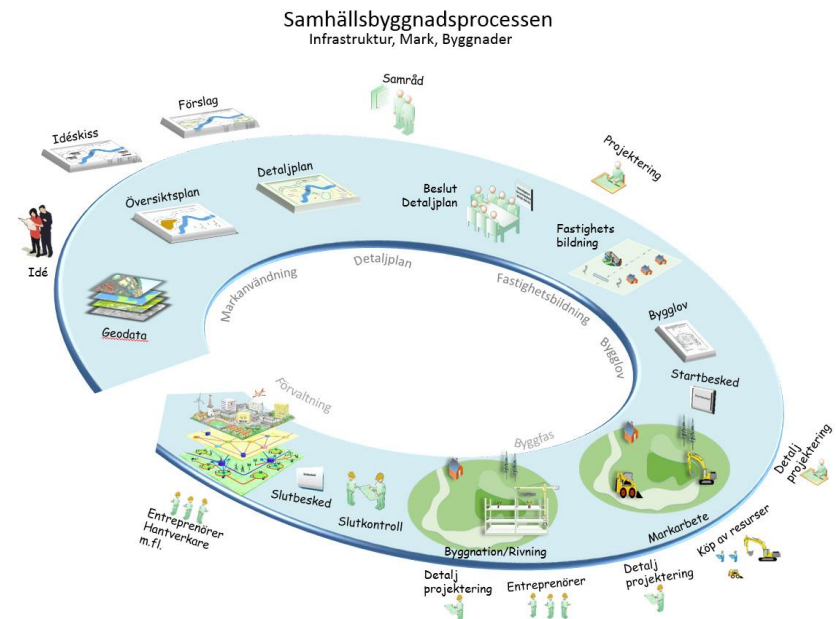 Samhällsbyggnadsprocessen
Infrastruktur, Mark, Byggnader
Idé
Idéskiss
Förslag
Samråd
Projektering
Geodata
Översiktsplan
Detaljplan
Beslut
Detaljplan
Fastighets
bildning
Bygglov
Startbesked
Markanvändning
Detaljplan
Fastighetsbildning
Bygglov
Byggfas
Förvaltning
Detalj
projektering
Köp av resurser
Markarbete
Detalj
projektering
Entreprenörer
Detalj
projektering
Byggnation/Rivning
Slutkontroll
Slutbesked
Entreprenörer
Hantverkare
m.fl.